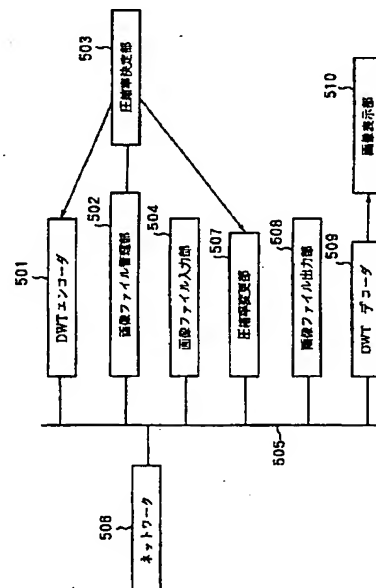 503
圧縮率決定部
501
DWTエンコーダ
502
画像ファイル管理部
504
画像ファイル入力部
507
圧縮率変更部
508
画像ファイル出力部
509
DWT デコーダ
510
画像表示部
505
508
ネットワーク